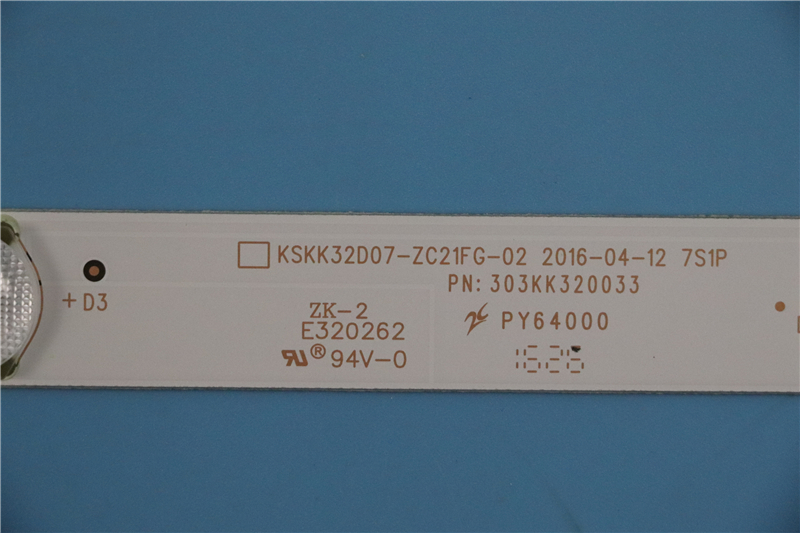 KSKK32D07-ZC21FG-02 2016-04-12 7S1P
PN: 303KK320033
+D3
ZK-2
E320262
PY64000
® 94V-0
1626